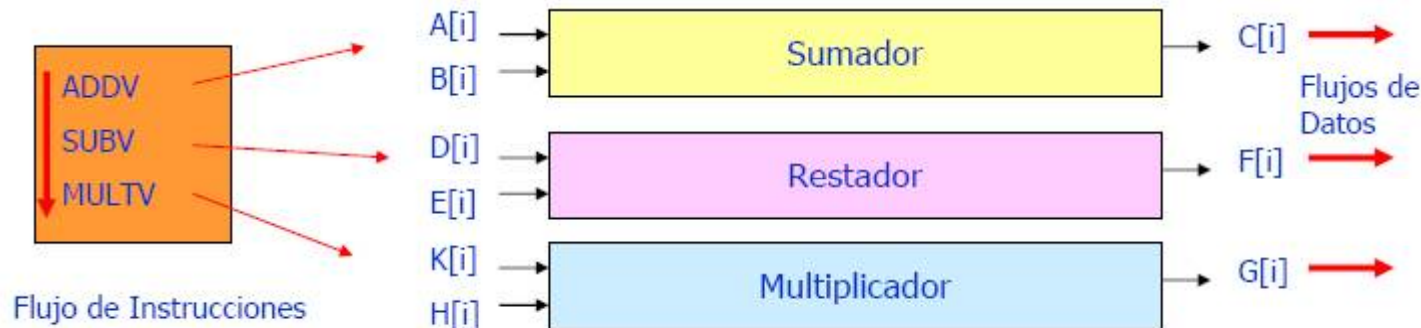 ADDV
SUBV
MULTV
Flujo de Instrucciones
A[i]
B[i]
Sumador
C[i]
D[i]
E[i]
Restador
F[i]
K[i]
H[i]
Multiplicador
G[i]
Flujos de
Datos